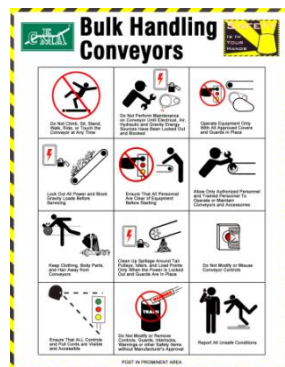 CEMA
Bulk Handling
Conveyors
SAFETY
IS IN
YOUR
HANDS
Do Not Climb, Sit, Stand,
Walk, Ride, or Touch the
Conveyor at Any Time
Do Not Perform Maintenance
on Conveyor Until Electrical, Air,
Hydraulic and Gravity Energy
Sources Have Been Locked Out
and Blocked
Operate Equipment Only
With All Approved Covers
and Guards in Place
Lock Out All Power and Block
Gravity Loads Before
Servicing
Ensure That All Personnel
Are Clear of Equipment
Before Starting
Allow Only Authorized Personnel
and Trained Personnel To
Operate or Maintain
Conveyors and Accessories
Keep Clothing, Body Parts,
and Hair Away from
Conveyors
Clean Up Spillage Around Tail
Pulleys, Idlers, and Load Points
Only When the Power is Locked
Out and Guards Are in Place
Do Not Modify or Misuse
Conveyor Controls
Ensure That ALL Controls
and Pull Cords are Visible
and Accessible
Do Not Modify or Remove
Controls, Guards, Interlocks,
Warnings or other Safety Items
without Manufacturer's Approval
Report All Unsafe Conditions
POST IN PROMINENT AREA